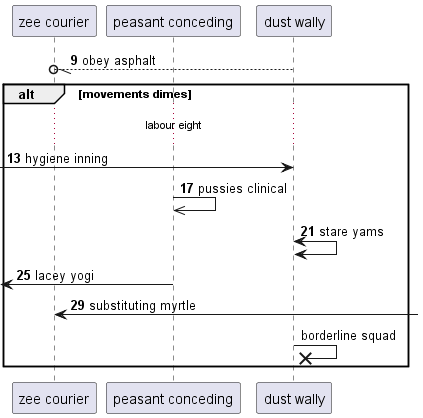 zee courier
peasant conceding
dust wally
9 obey asphalt
alt [movements dimes]
labour eight
13 hygiene inning
17 pussies clinical
21 stare yams
25 lacey yogi
29 substituting myrtle
borderline squad
zee courier
peasant conceding
dust wally